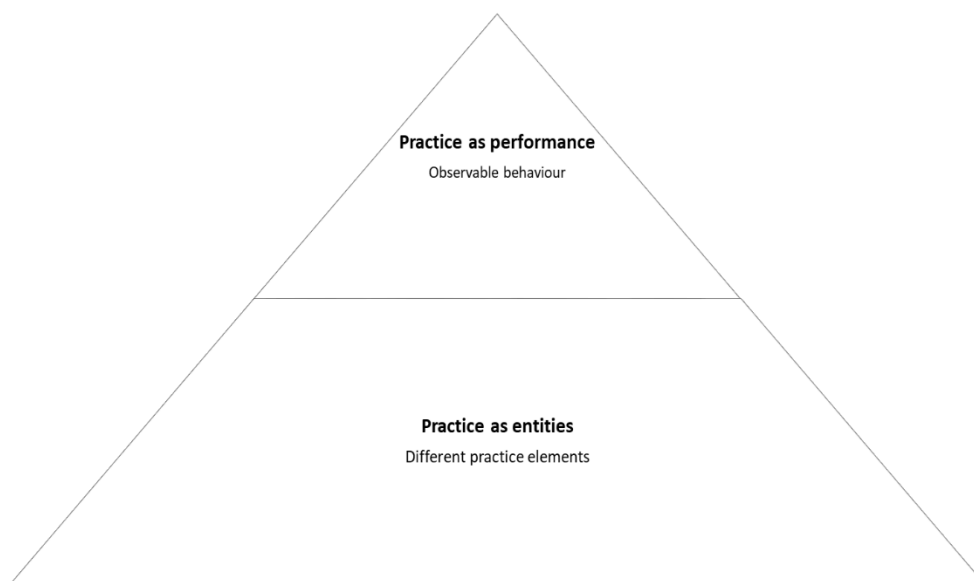 Practice as performance
Observable behaviour
Practice as entities
Different practice elements